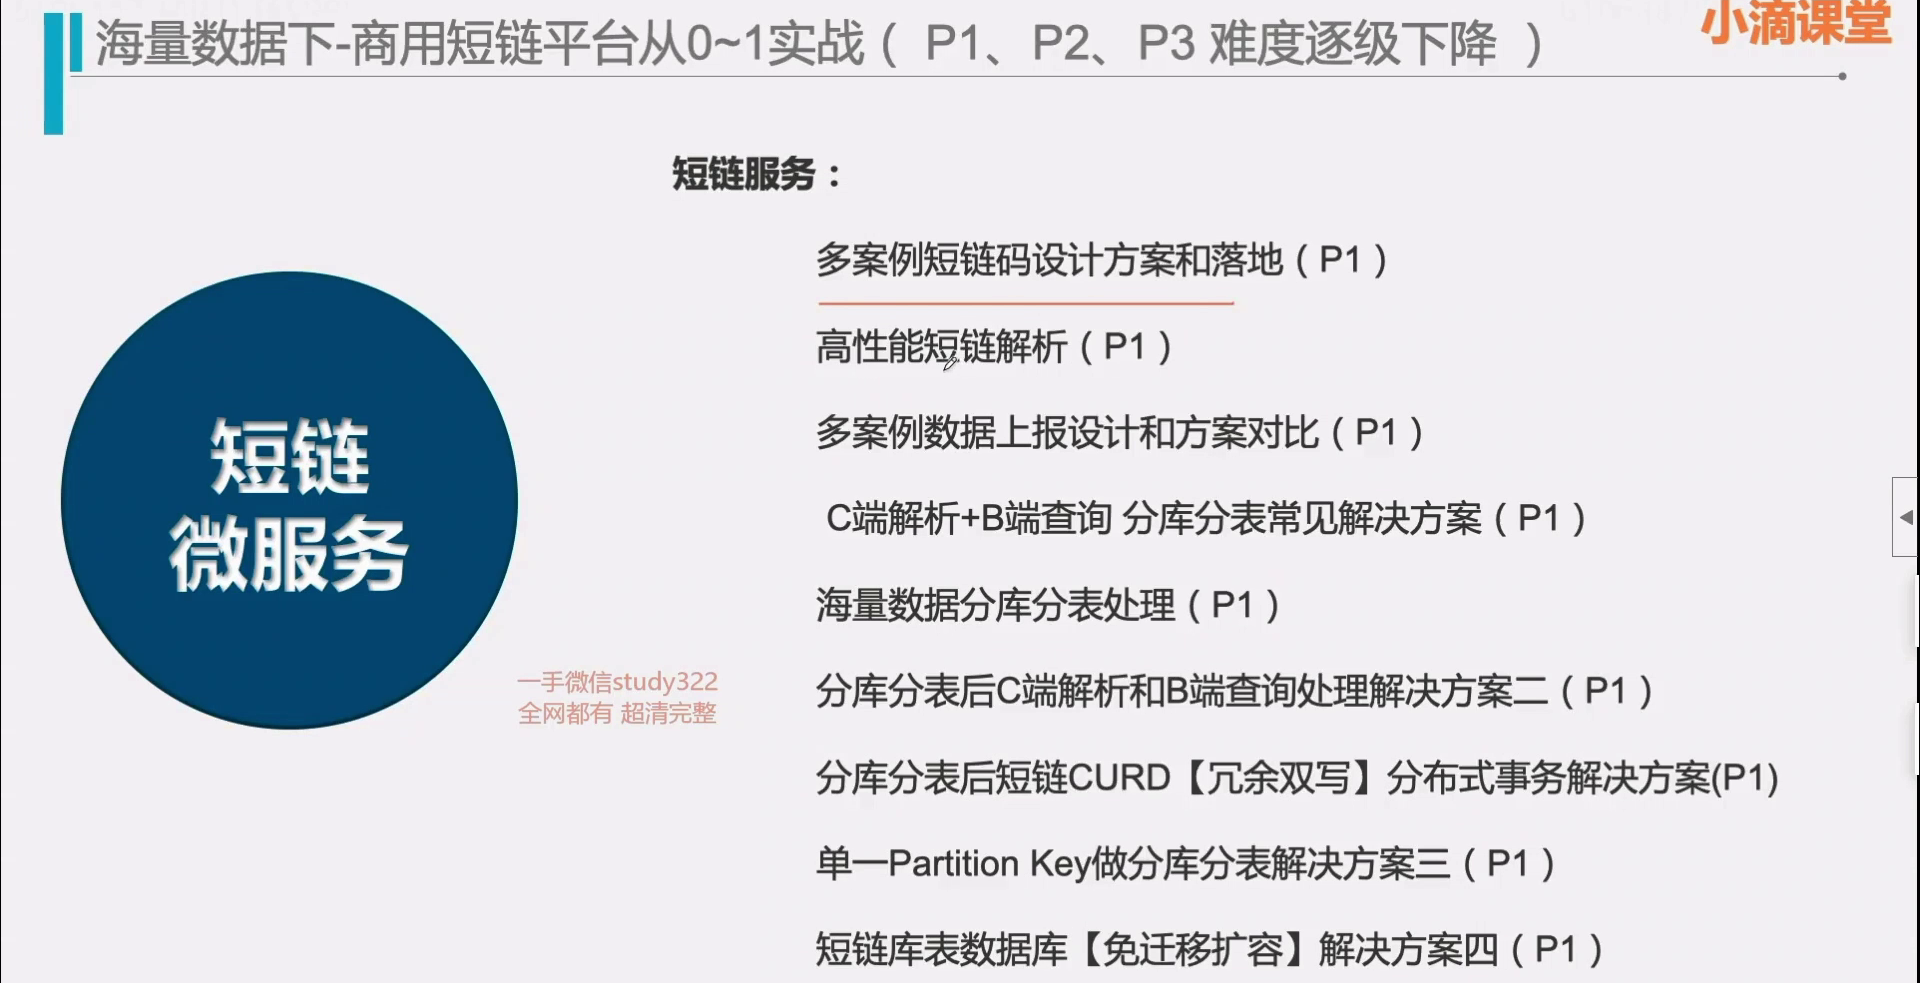 海量数据下-商用短链平台从0~1实战（ P1、P2、P3 难度逐级下降 ）
小滴课堂
短链服务：
多案例短链码设计方案和落地（P1）
高性能短链解析（P1）
多案例数据上报设计和方案对比（P1）
C端解析+B端查询 分库分表常见解决方案（P1）
海量数据分库分表处理（P1）
分库分表后C端解析和B端查询处理解决方案二（P1）
分库分表后短链CURD【冗余双写】分布式事务解决方案(P1)
单一Partition Key做分库分表解决方案三（P1）
短链库表数据库【免迁移扩容】解决方案四（P1）
短链
微服务
一手微信study322
全网都有 超清完整